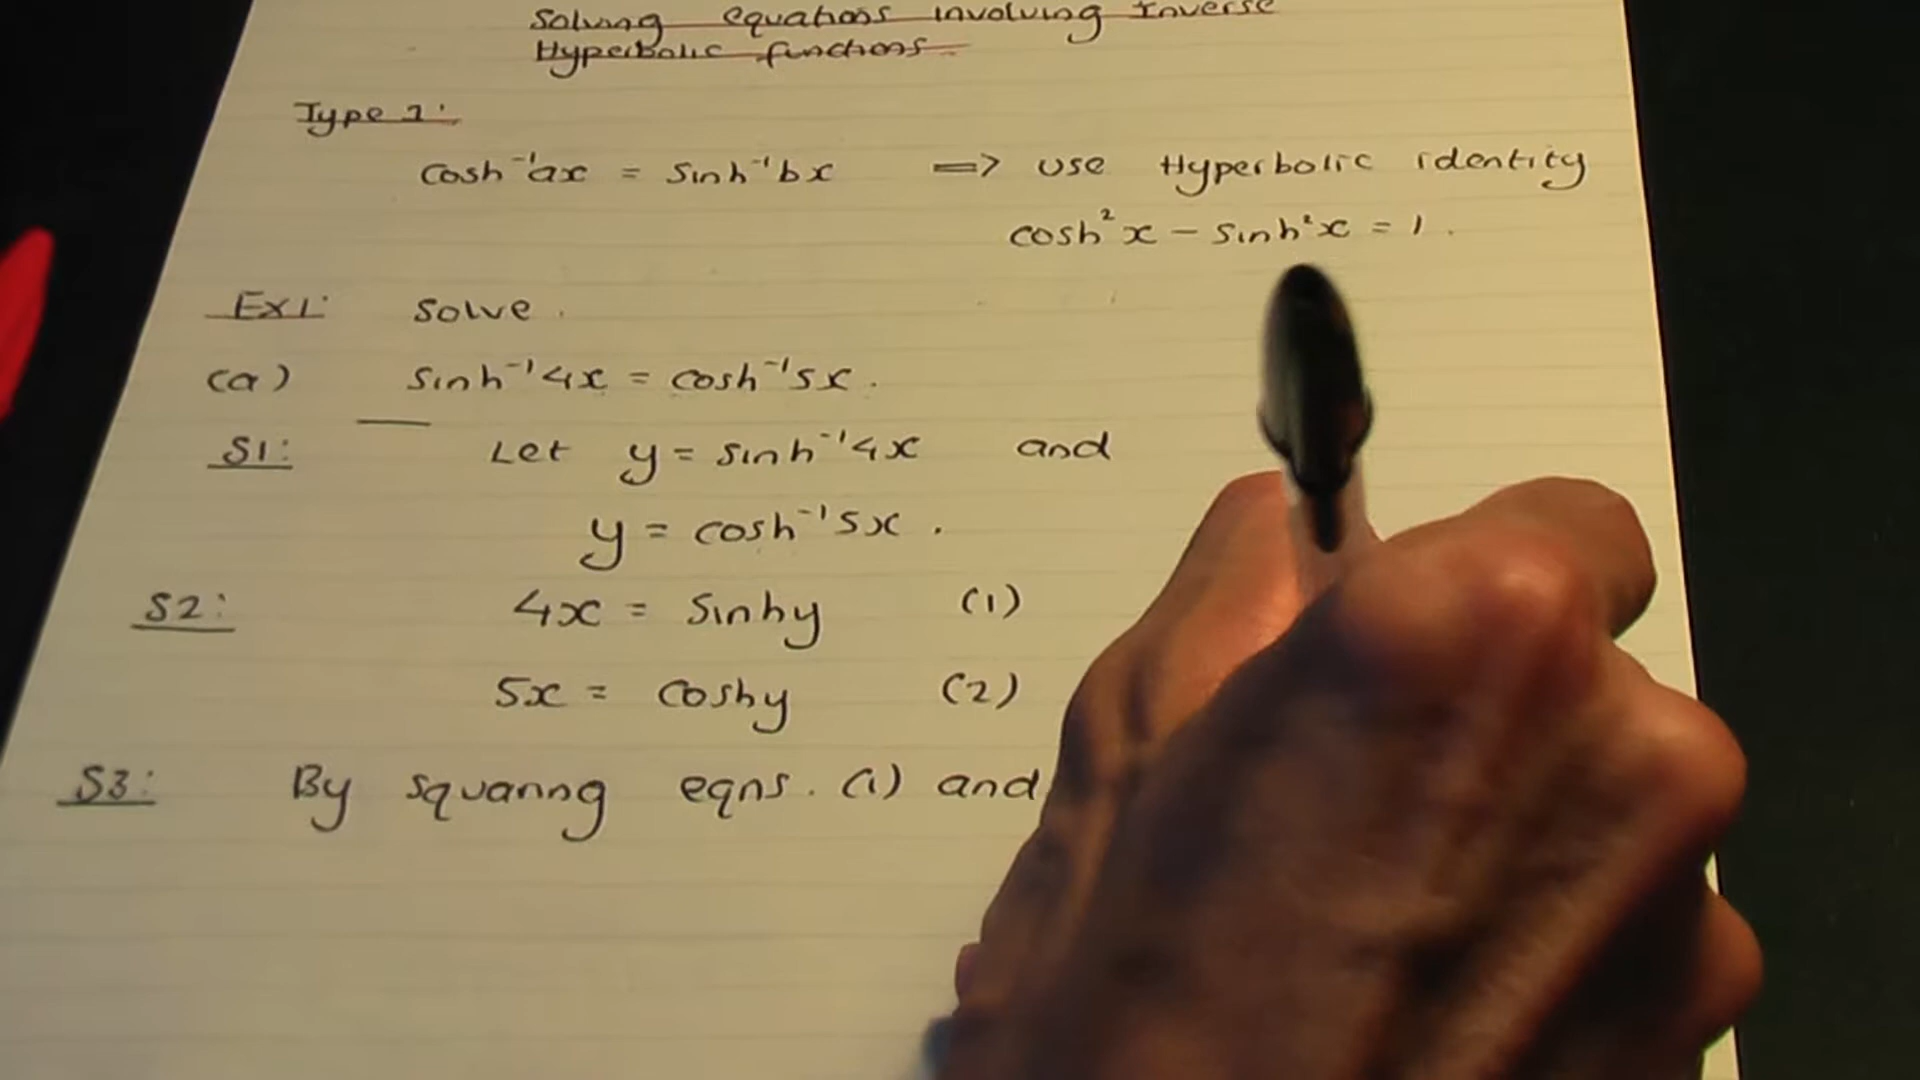 Solving equations involving Inverse
Hyperbolic functions.
Type 1:
cosh⁻¹ax = sinh⁻¹bx ⟹ use Hyperbolic identity
cosh²x − sinh²x = 1.
Ex1: Solve.
(a) sinh⁻¹4x = cosh⁻¹5x.
S1: Let y = sinh⁻¹4x and
y = cosh⁻¹5x.
S2: 4x = sinhy (1)
5x = coshy (2)
S3: By squaring eqns. (1) and